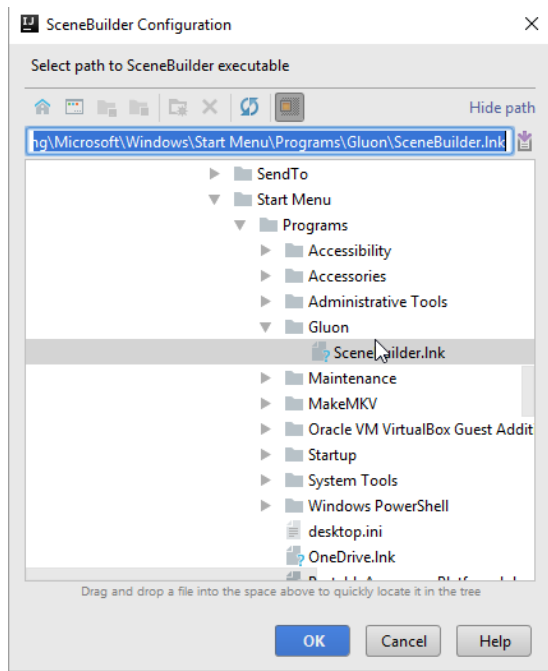 SceneBuilder Configuration
Select path to SceneBuilder executable
Hide path
ng\Microsoft\Windows\Start Menu\Programs\Gluon\SceneBuilder.lnk
SendTo
Start Menu
Programs
Accessibility
Accessories
Administrative Tools
Gluon
SceneBuilder.lnk
Maintenance
MakeMKV
Oracle VM VirtualBox Guest Addit
Startup
System Tools
Windows PowerShell
desktop.ini
OneDrive.lnk
Drag and drop a file into the space above to quickly locate it in the tree
OK
Cancel
Help